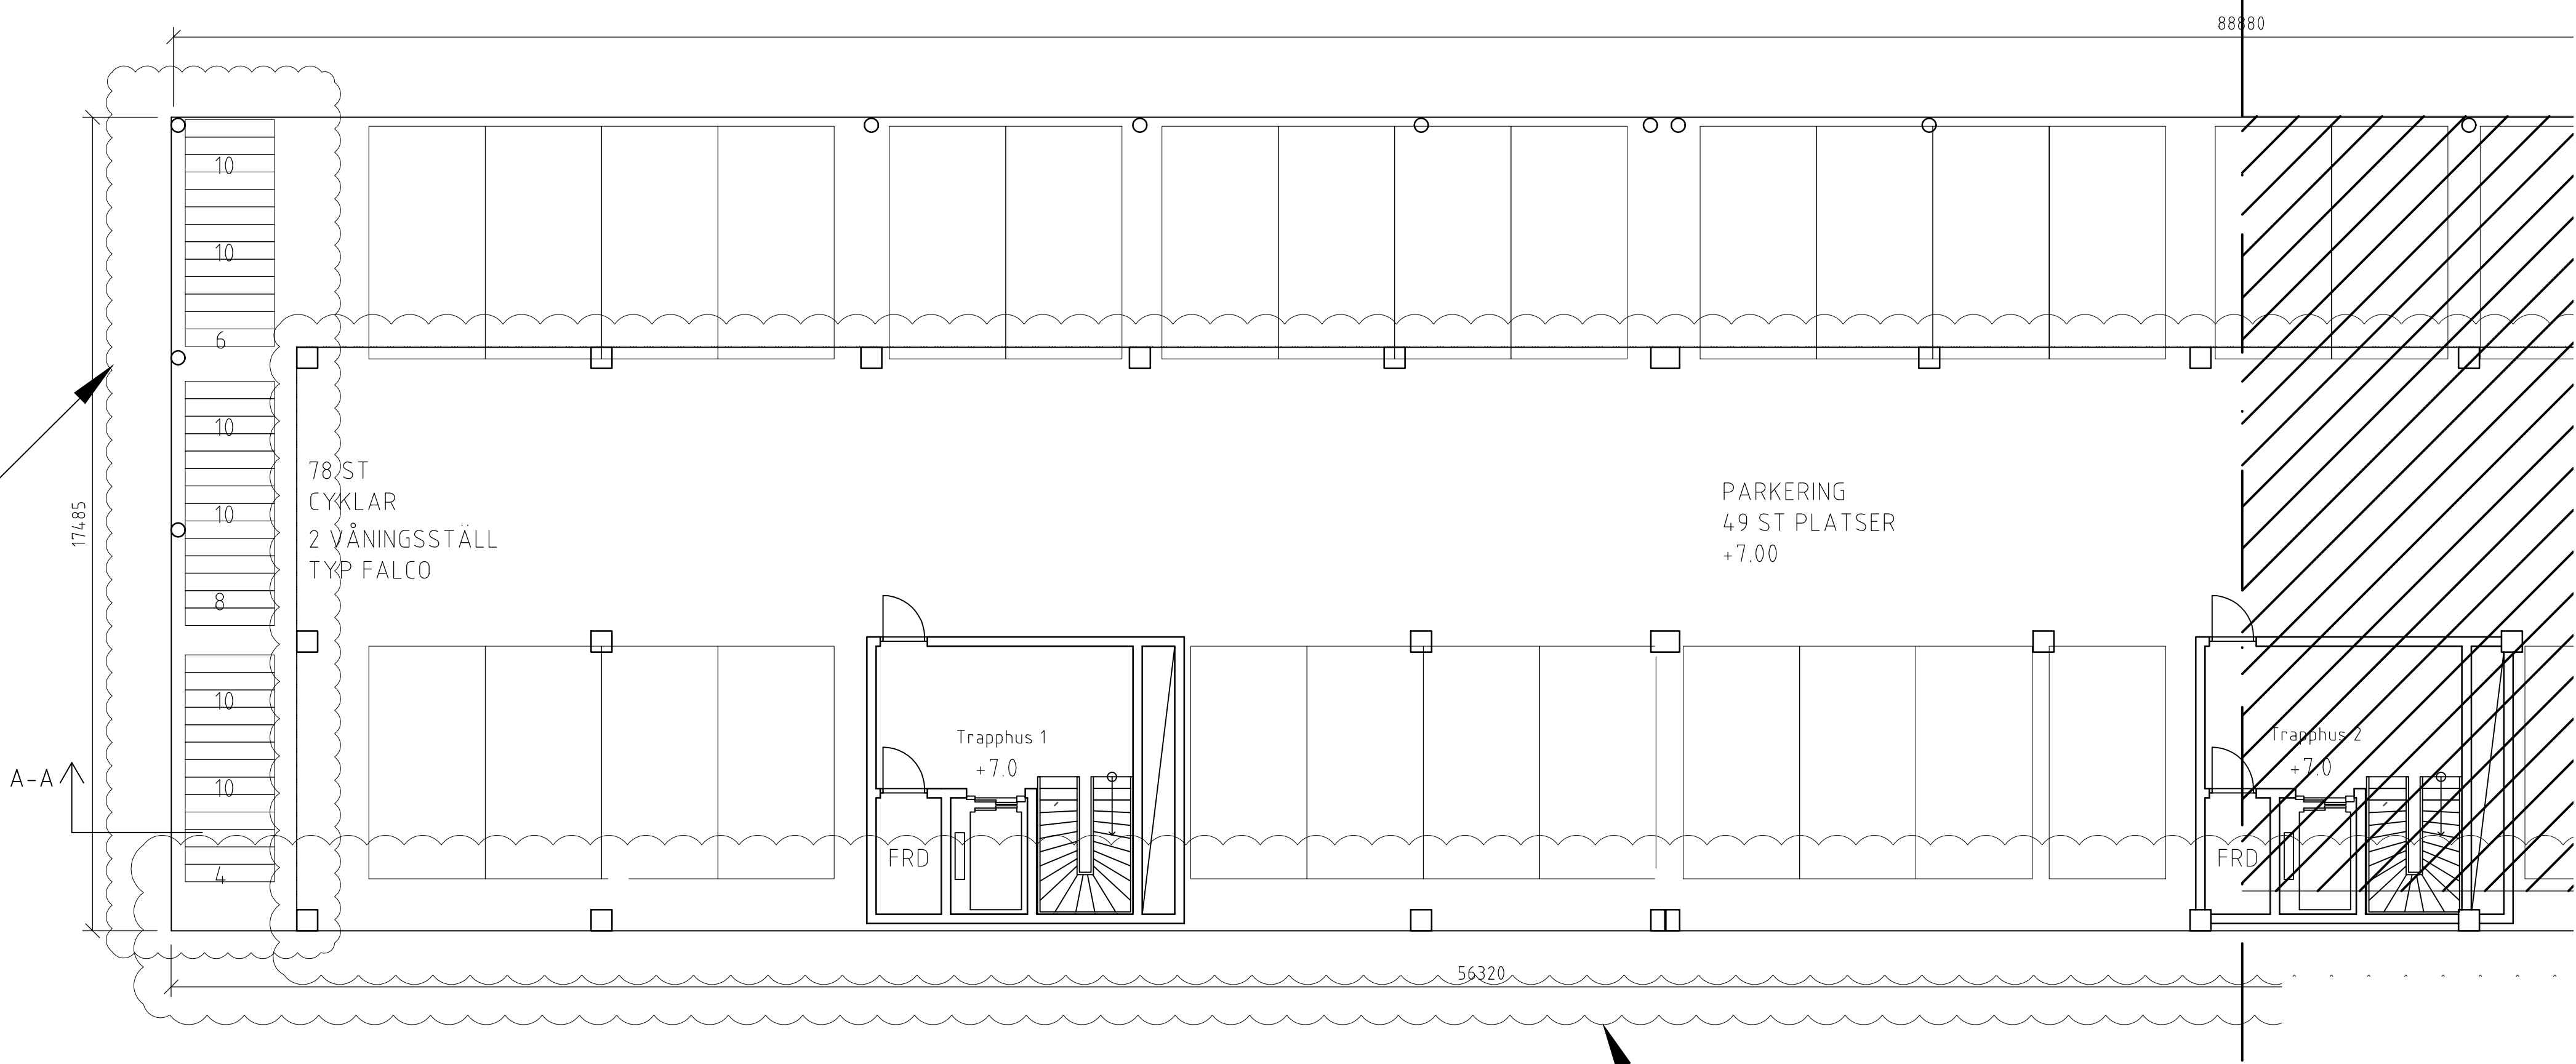 88880
10
10
6
10
10
8
10
10
4
17485
A-A
78 ST
CYKLAR
2 VÅNINGSSTÄLL
TYP FALCO
PARKERING
49 ST PLATSER
+7.00
Trapphus 1
+7.0
FRD
Trapphus 2
+7.0
FRD
56320